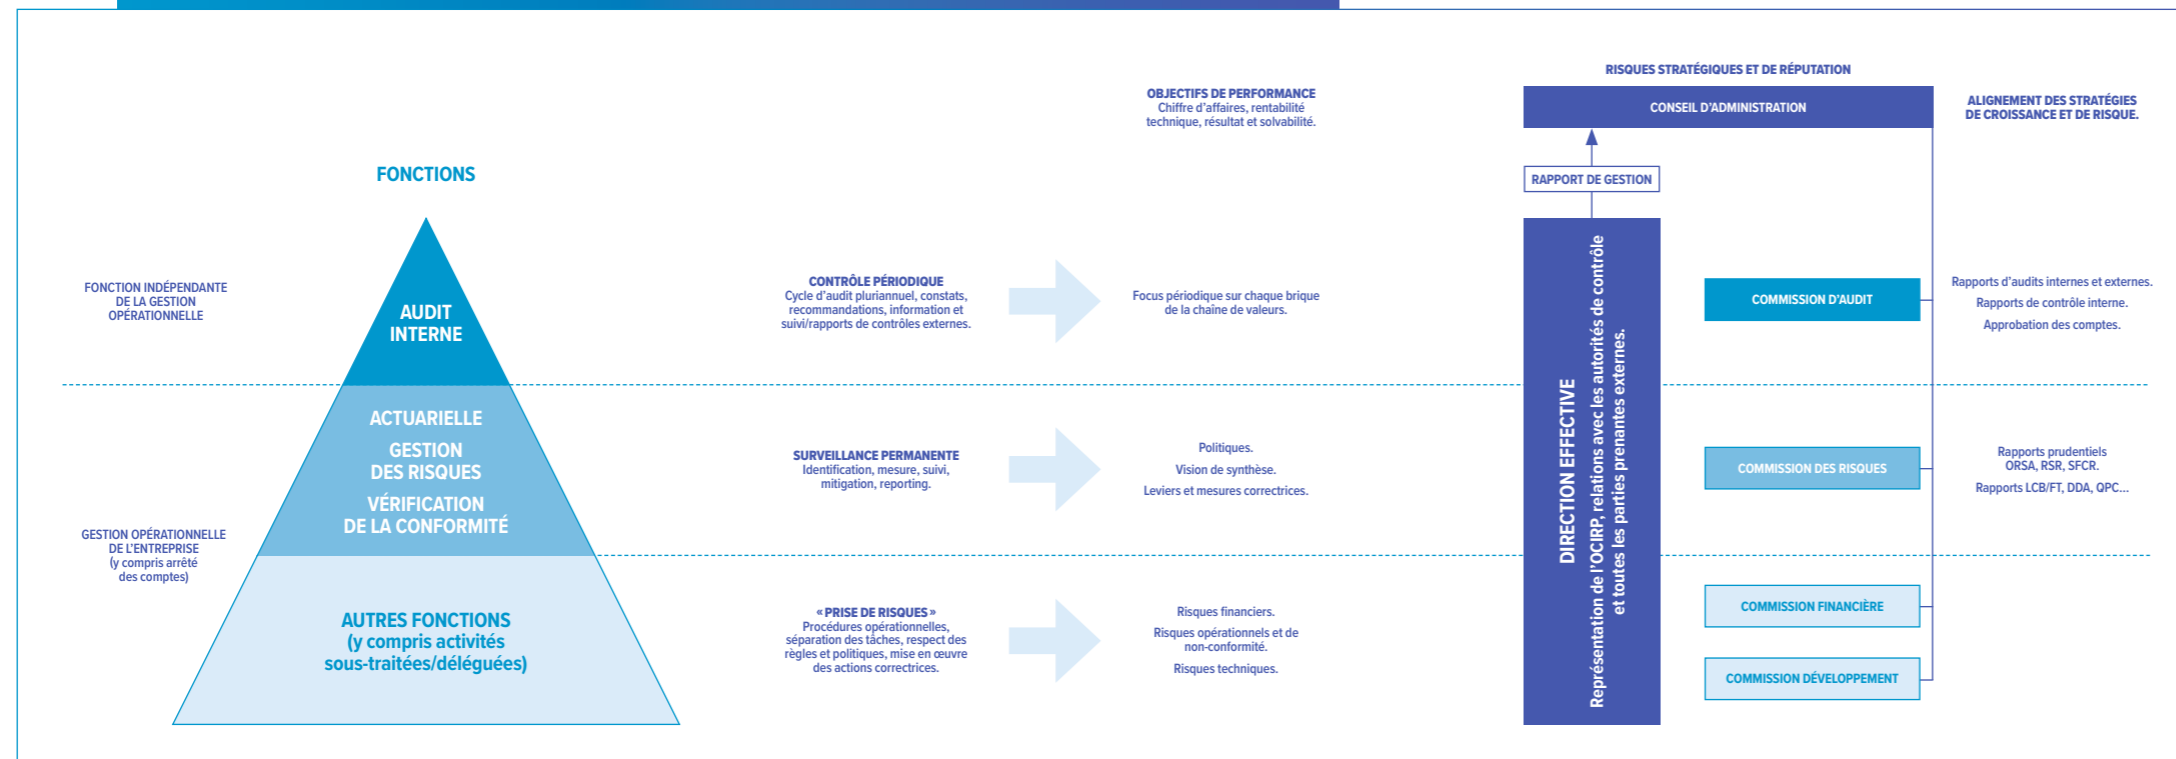 RISQUES STRATÉGIQUES ET DE RÉPUTATION
OBJECTIFS DE PERFORMANCE
Chiffre d’affaires, rentabilité
technique, résultat et solvabilité.
CONSEIL D’ADMINISTRATION
ALIGNEMENT DES STRATÉGIES
DE CROISSANCE ET DE RISQUE.
FONCTIONS
RAPPORT DE GESTION
FONCTION INDÉPENDANTE
DE LA GESTION
OPÉRATIONNELLE
AUDIT
INTERNE
CONTRÔLE PÉRIODIQUE
Cycle d’audit pluriannuel, constats,
recommandations, information et
suivi/rapports de contrôles externes.
Focus périodique sur chaque brique
de la chaîne de valeurs.
DIRECTION EFFECTIVE
Représentation de l’OCIRP, relations avec les autorités de contrôle
et toutes les parties prenantes externes.
COMMISSION D’AUDIT
Rapports d’audits internes et externes.
Rapports de contrôle interne.
Approbation des comptes.
ACTUARIELLE
GESTION
DES RISQUES
VÉRIFICATION
DE LA CONFORMITÉ
SURVEILLANCE PERMANENTE
Identification, mesure, suivi,
mitigation, reporting.
Politiques.
Vision de synthèse.
Leviers et mesures correctrices.
COMMISSION DES RISQUES
Rapports prudentiels
ORSA, RSR, SFCR.
Rapports LCB/FT, DDA, QPC...
GESTION OPÉRATIONNELLE
DE L’ENTREPRISE
(y compris arrêté
des comptes)
AUTRES FONCTIONS
(y compris activités
sous-traitées/déléguées)
« PRISE DE RISQUES »
Procédures opérationnelles,
séparation des tâches, respect des
règles et politiques, mise en œuvre
des actions correctrices.
Risques financiers.
Risques opérationnels et de
non-conformité.
Risques techniques.
COMMISSION FINANCIÈRE
COMMISSION DÉVELOPPEMENT